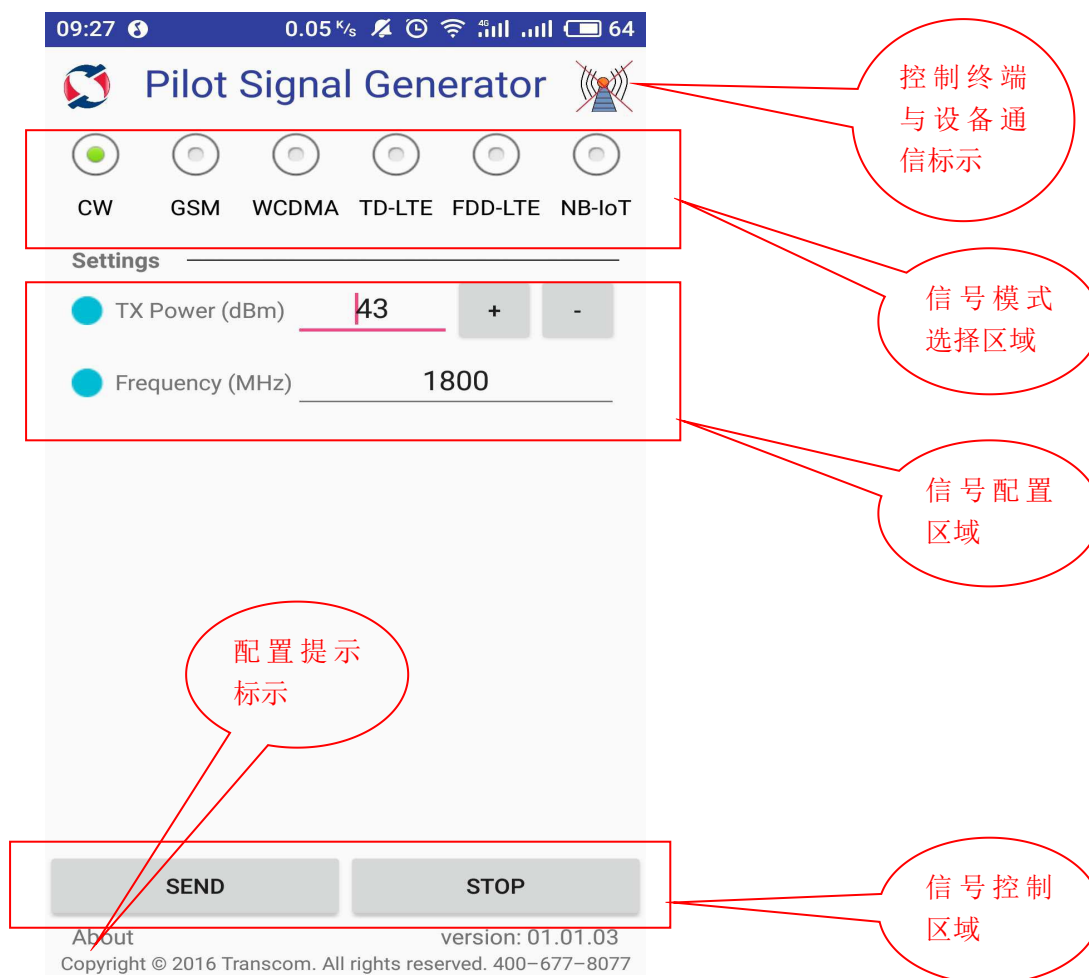 09:27 0.05 K/s 4G 64
Pilot Signal Generator
控制终端
与设备通
信标示
CW GSM WCDMA TD-LTE FDD-LTE NB-IoT
信号模式
选择区域
Settings
TX Power (dBm) 43 + -
Frequency (MHz) 1800
信号配置
区域
配置提示
标示
SEND STOP
信号控制
区域
About version: 01.01.03
Copyright © 2016 Transcom. All rights reserved. 400–677–8077